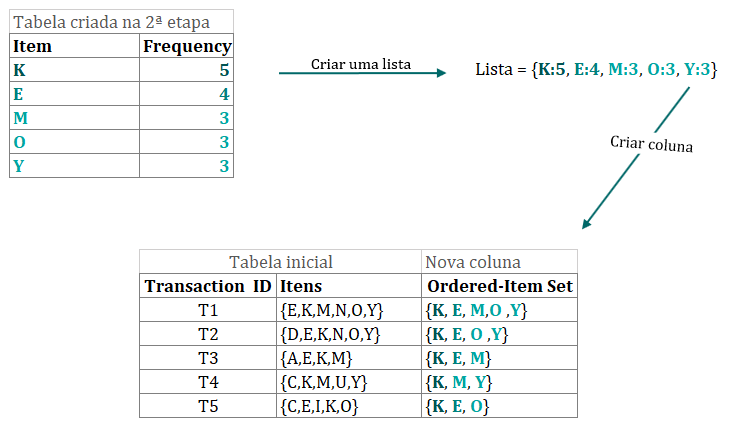 Tabela criada na 2ª etapa
Item Frequency
K 5
E 4
M 3
O 3
Y 3
Criar uma lista
Lista = {K:5, E:4, M:3, O:3, Y:3}
Criar coluna
Tabela inicial Nova coluna
Transaction ID Itens Ordered-Item Set
T1 {E,K,M,N,O,Y} {K, E, M,O ,Y}
T2 {D,E,K,N,O,Y} {K, E, O ,Y}
T3 {A,E,K,M} {K, E, M}
T4 {C,K,M,U,Y} {K, M, Y}
T5 {C,E,I,K,O} {K, E, O}